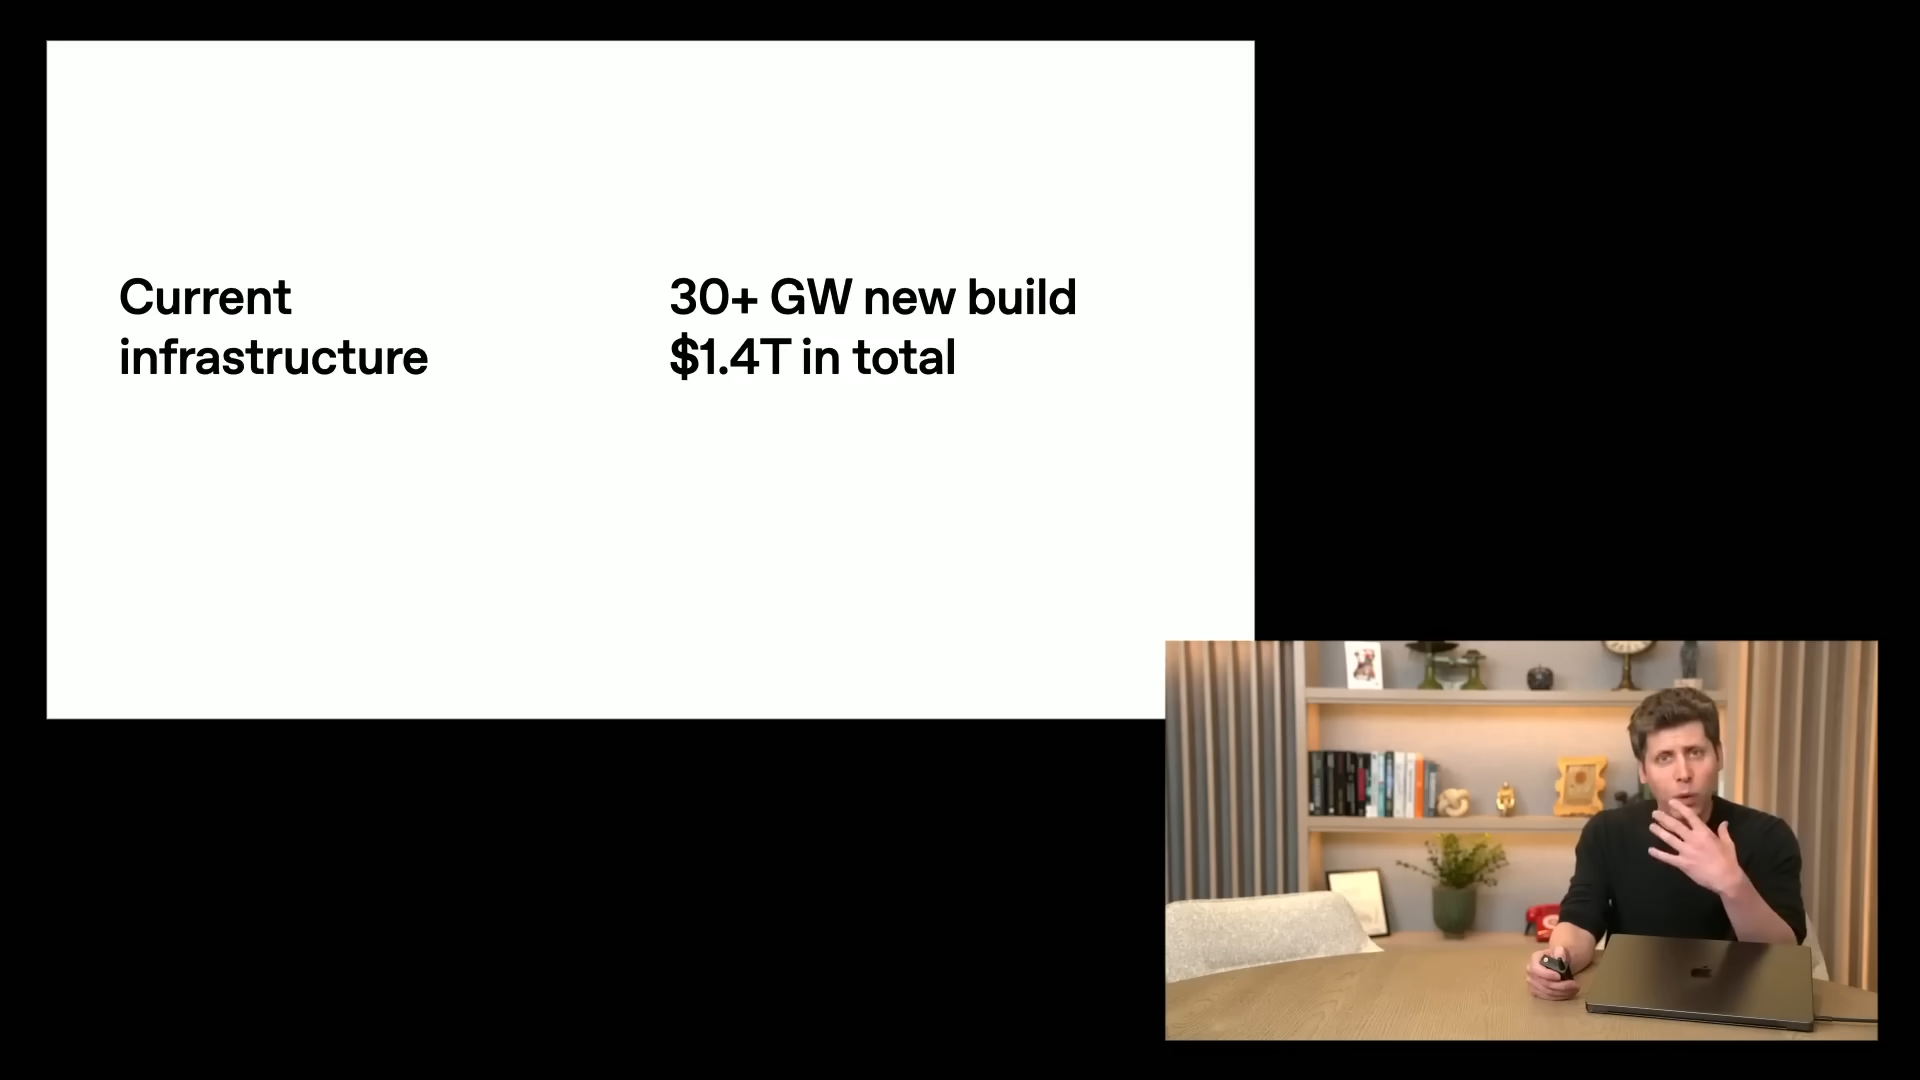 Current
infrastructure
30+ GW new build
$1.4T in total